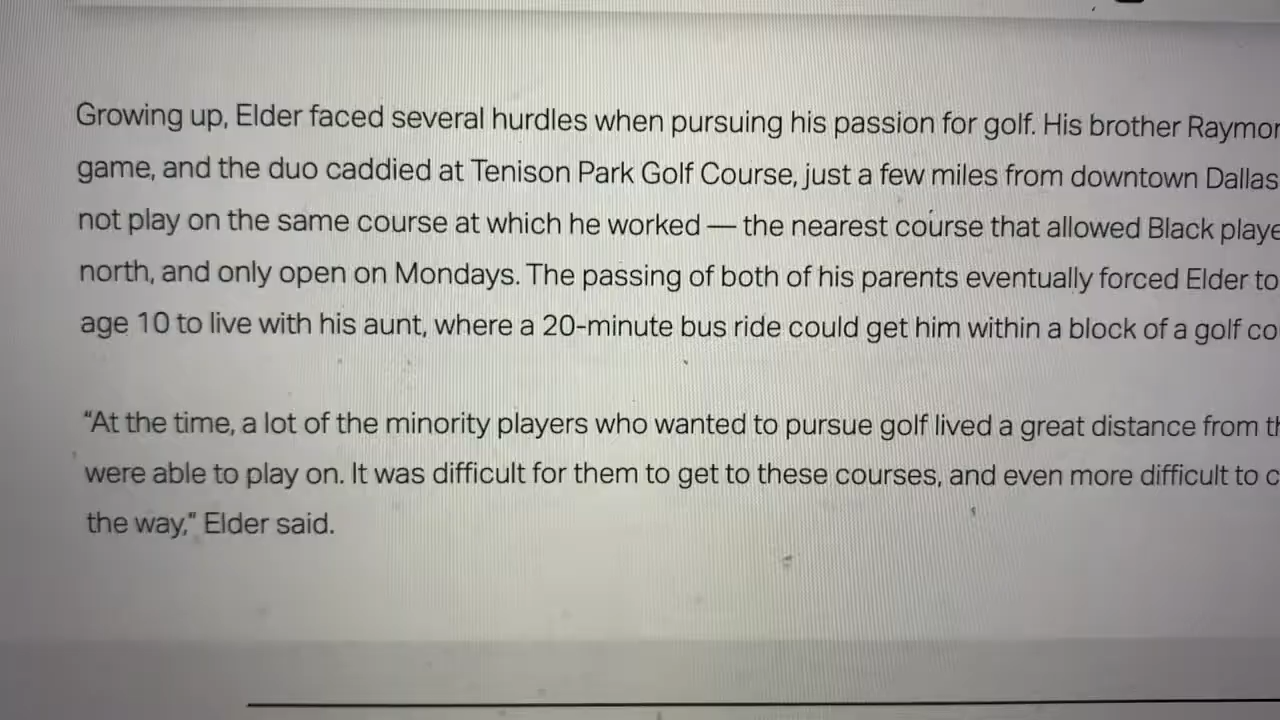 Growing up, Elder faced several hurdles when pursuing his passion for golf. His brother
game, and the duo caddied at Tenison Park Golf Course, just a few miles from downtown Dallas
not play on the same course at which he worked — the nearest course that allowed Black
north, and only open on Mondays. The passing of both of his parents eventually forced Elder to
age 10 to live with his aunt, where a 20-minute bus ride could get him within a block of a golf
“At the time, a lot of the minority players who wanted to pursue golf lived a great distance from
were able to play on. It was difficult for them to get to these courses, and even more difficult to
the way,” Elder said.